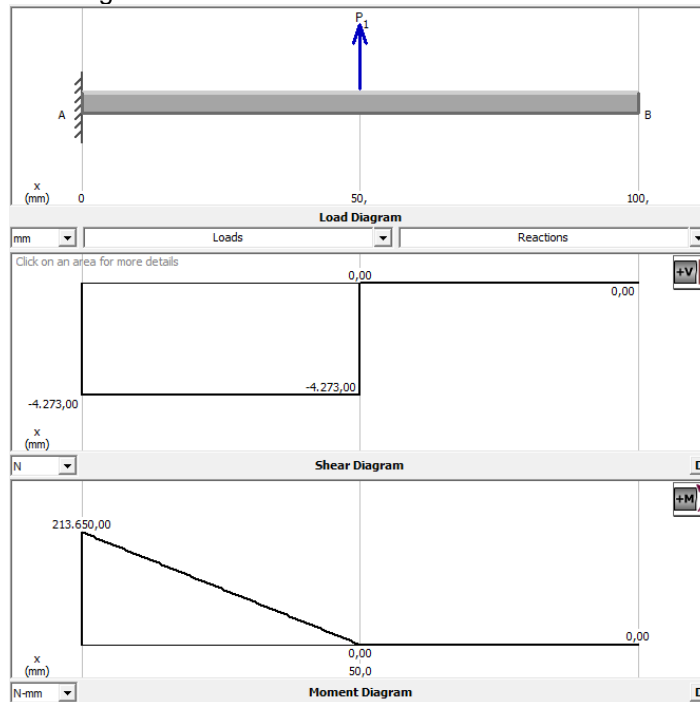 P1
A
B
x
(mm)
0
50,
100,
Load Diagram
mm
Loads
Reactions
Click on an area for more details
0,00
+V
0,00
-4.273,00
-4.273,00
x
(mm)
N
Shear Diagram
D
+M
213.650,00
0,00
x
(mm)
0,00
50,0
N-mm
Moment Diagram
D